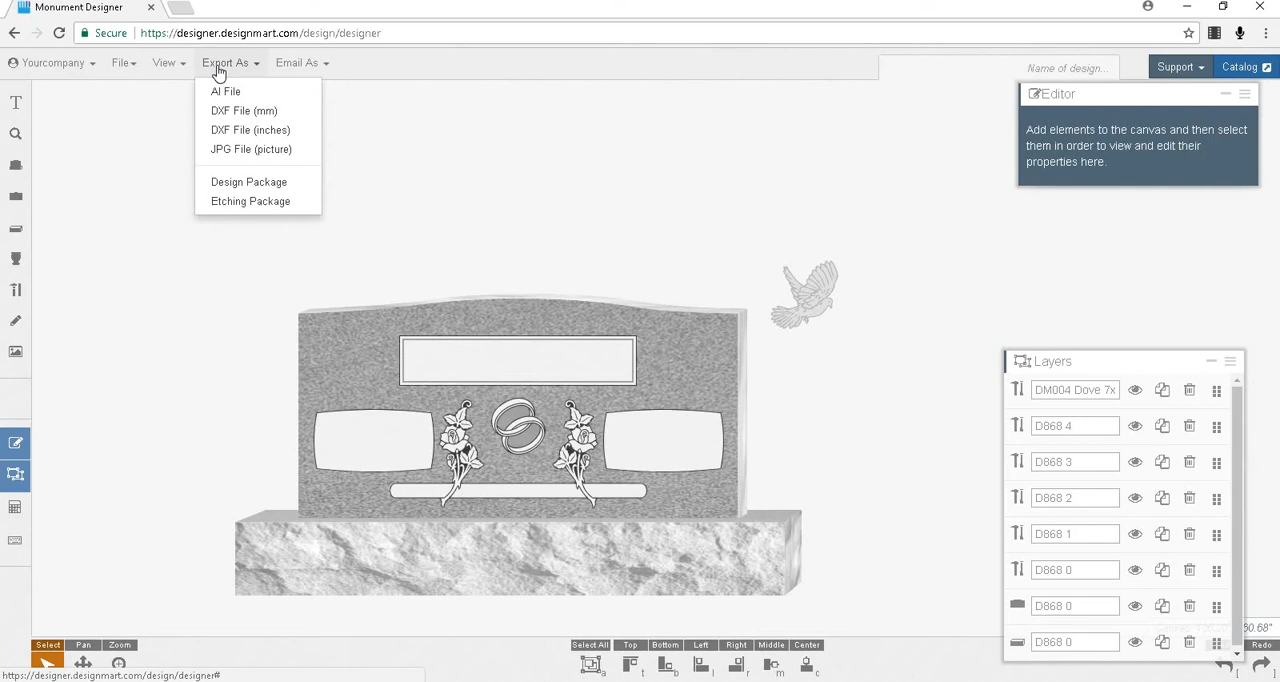 Monument Designer
Secure https://designer.designmart.com/design/designer
Yourcompany File View Export As Email As
Name of design...
Support Catalog
AI File
DXF File (mm)
DXF File (inches)
JPG File (picture)
Design Package
Etching Package
Editor
Add elements to the canvas and then select
them in order to view and edit their
properties here.
Layers
DM004 Dove 7x
D868 4
D868 3
D868 2
D868 1
D868 0
D868 0
D868 0
60.68"
Select Pan Zoom
Select All Top Bottom Left Right Middle Center
Redo
a t b l r m c
[ ]
https://designer.designmart.com/design/designer#